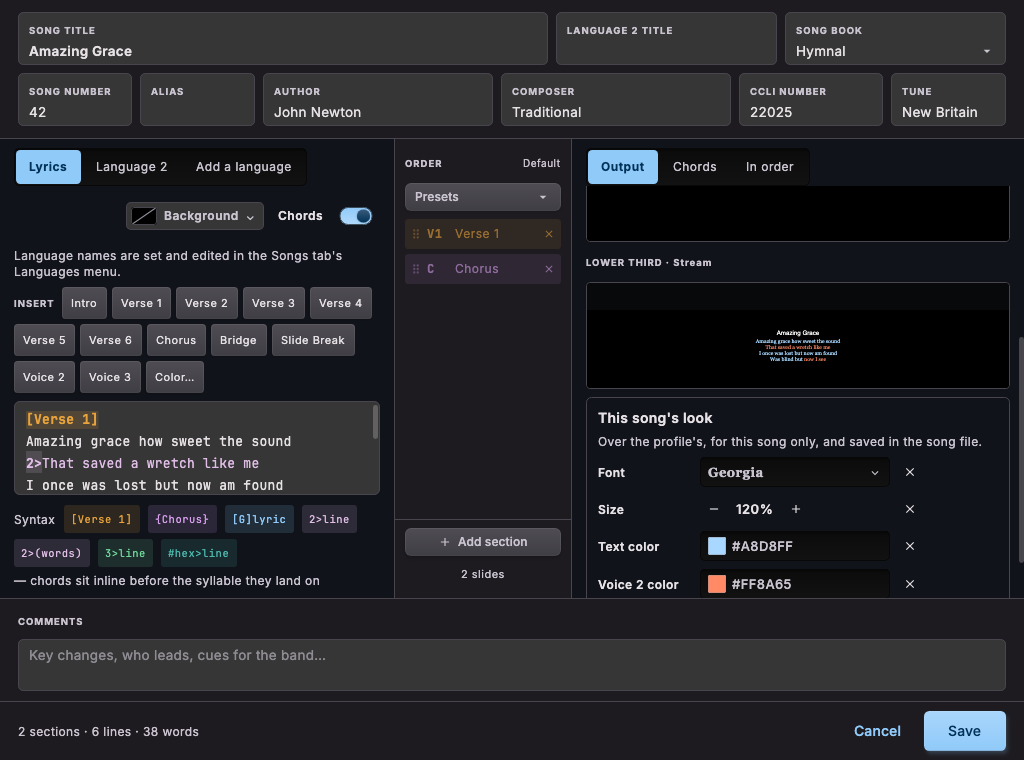 SONG TITLE
Amazing Grace
LANGUAGE 2 TITLE
SONG BOOK
Hymnal
SONG NUMBER
42
ALIAS
AUTHOR
John Newton
COMPOSER
Traditional
CCLI NUMBER
22025
TUNE
New Britain
Lyrics
Language 2
Add a language
Background
Chords
Language names are set and edited in the Songs tab's
Languages menu.
INSERT
Intro
Verse 1
Verse 2
Verse 3
Verse 4
Verse 5
Verse 6
Chorus
Bridge
Slide Break
Voice 2
Voice 3
Color...
[Verse 1]
Amazing grace how sweet the sound
2>That saved a wretch like me
I once was lost but now am found
Syntax
[Verse 1]
{Chorus}
[G]lyric
2>line
2>(words)
3>line
#hex>line
— chords sit inline before the syllable they land on
ORDER
Default
Presets
V1 Verse 1 ×
C Chorus ×
+ Add section
2 slides
Output
Chords
In order
LOWER THIRD · Stream
Amazing Grace
Amazing grace how sweet the sound
That saved a wretch like me
I once was lost but now am found
Was blind but now I see
This song's look
Over the profile's, for this song only, and saved in the song file.
Font
Georgia
×
Size
− 120% +
×
Text color
#A8D8FF
×
Voice 2 color
#FF8A65
×
COMMENTS
Key changes, who leads, cues for the band...
2 sections · 6 lines · 38 words
Cancel
Save